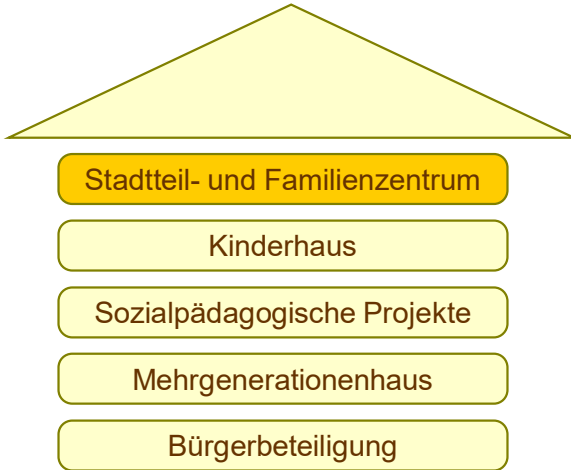 Stadtteil- und Familienzentrum
Kinderhaus
Sozialpädagogische Projekte
Mehrgenerationenhaus
Bürgerbeteiligung